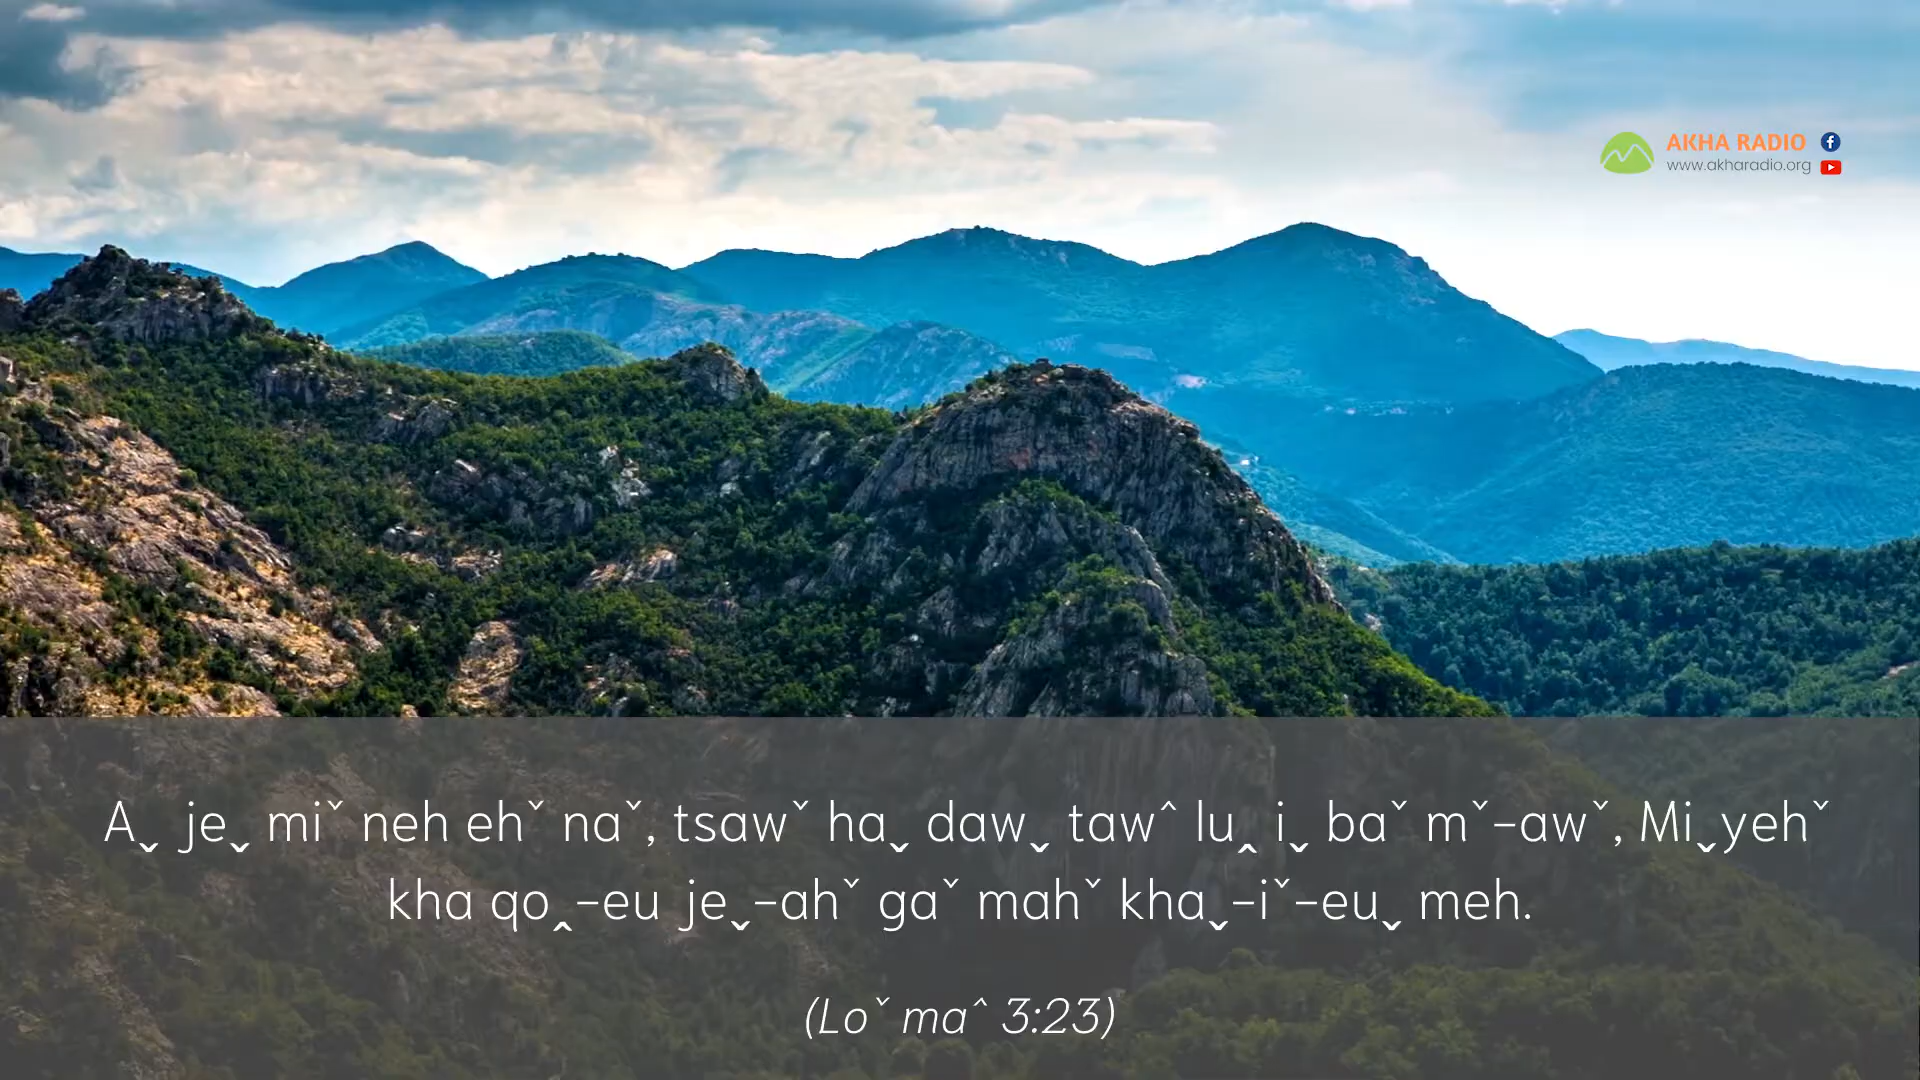 AKHA RADIO
www.akharadio.org
A˯ je˯ miˇ neh ehˇ naˇ, tsawˇ ha˯ daw˯ tawˆ lu˰ i˯ baˇ mˇ-awˇ, Mi˯yehˇ
kha qo˰-eu je˯-ahˇ gaˇ mahˇ kha˯-iˇ-eu˯ meh.
(Loˇ maˆ 3:23)